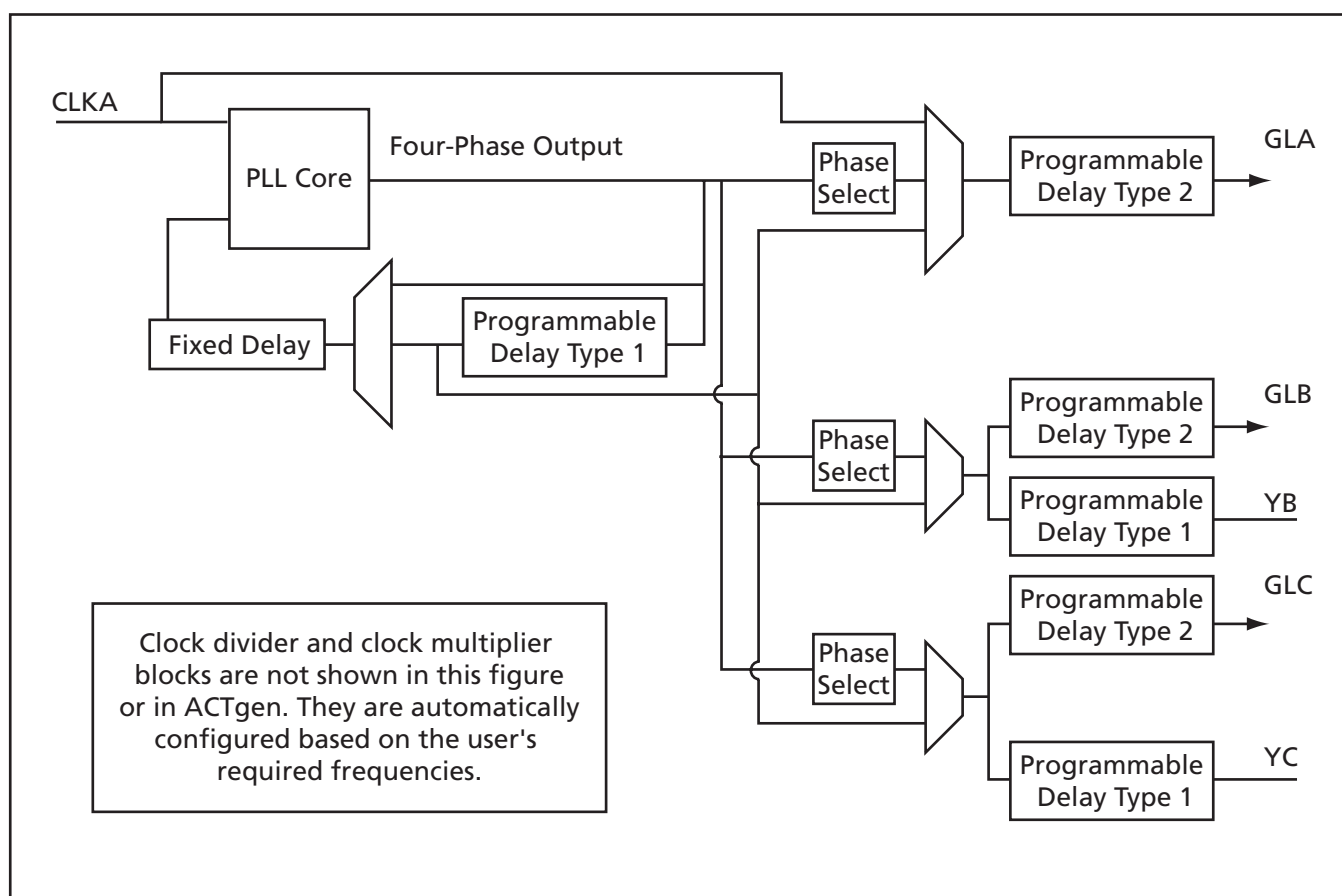 CLKA
PLL Core
Four-Phase Output
Phase
Select
Programmable
Delay Type 2
GLA
Fixed Delay
Programmable
Delay Type 1
Phase
Select
Programmable
Delay Type 2
GLB
Programmable
Delay Type 1
YB
Phase
Select
Programmable
Delay Type 2
GLC
Programmable
Delay Type 1
YC
Clock divider and clock multiplier
blocks are not shown in this figure
or in ACTgen. They are automatically
configured based on the user's
required frequencies.